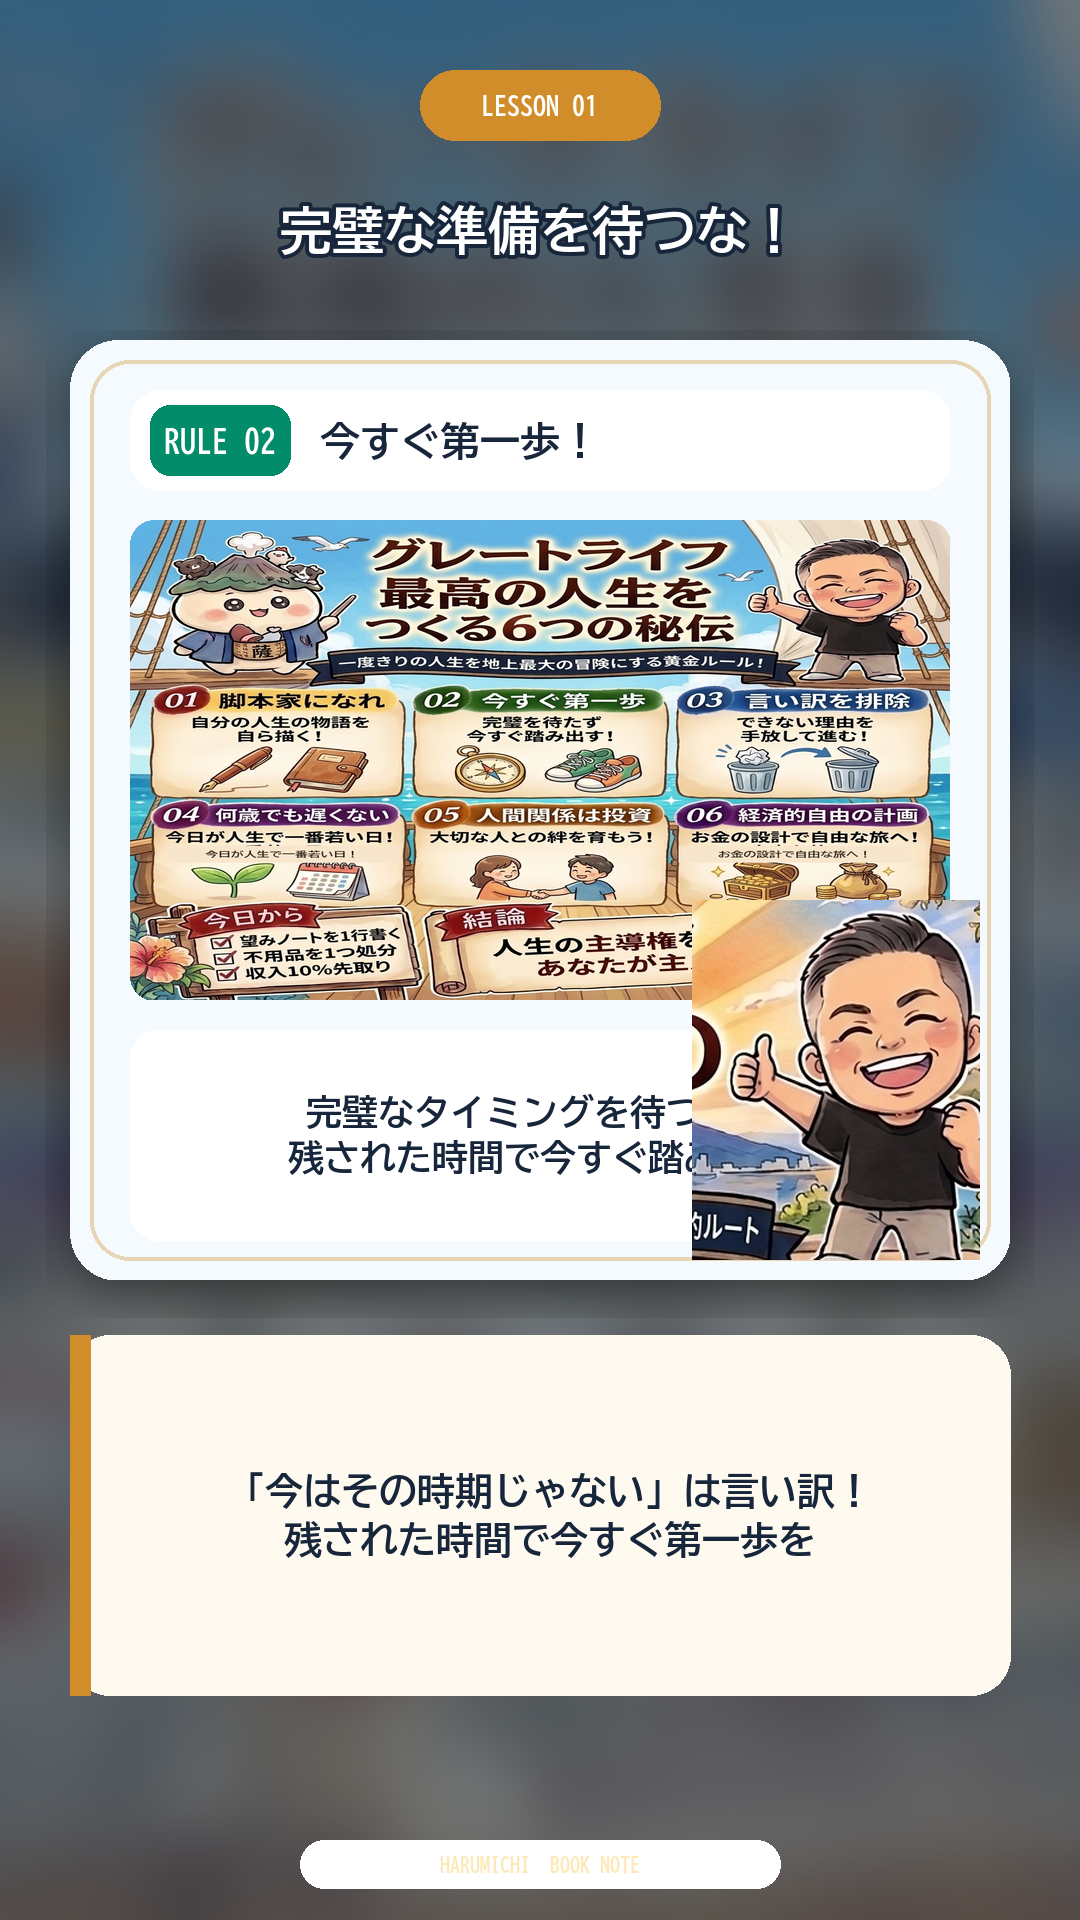 LESSON 01
完璧な準備を待つな！
RULE 02 今すぐ第一歩！
グレートライフ
最高の人生を
つくる6つの秘伝
薩
一度きりの人生を地上最大の冒険にする黄金ルール！
01 脚本家になれ
自分の人生の物語を
自ら描く！
02 今すぐ第一歩
完璧を待たず
今すぐ踏み出す！
03 言い訳を排除
できない理由を
手放して進む！
04 何歳でも遅くない
今日が人生で一番若い日！
今日が人生で一番若い日！
05 人間関係は投資
大切な人との絆を育もう！
06 経済的自由の計画
お金の設計で自由な旅へ！
お金の設計で自由な旅へ！
今日から
望みノートを1行書く
不用品を1つ処分
収入10%先取り
結論
人生の主導権を
あなたが主
完璧なタイミングを待つ
残された時間で今すぐ踏み
的ルート
「今はその時期じゃない」は言い訳！
残された時間で今すぐ第一歩を
HARUMICHI BOOK NOTE